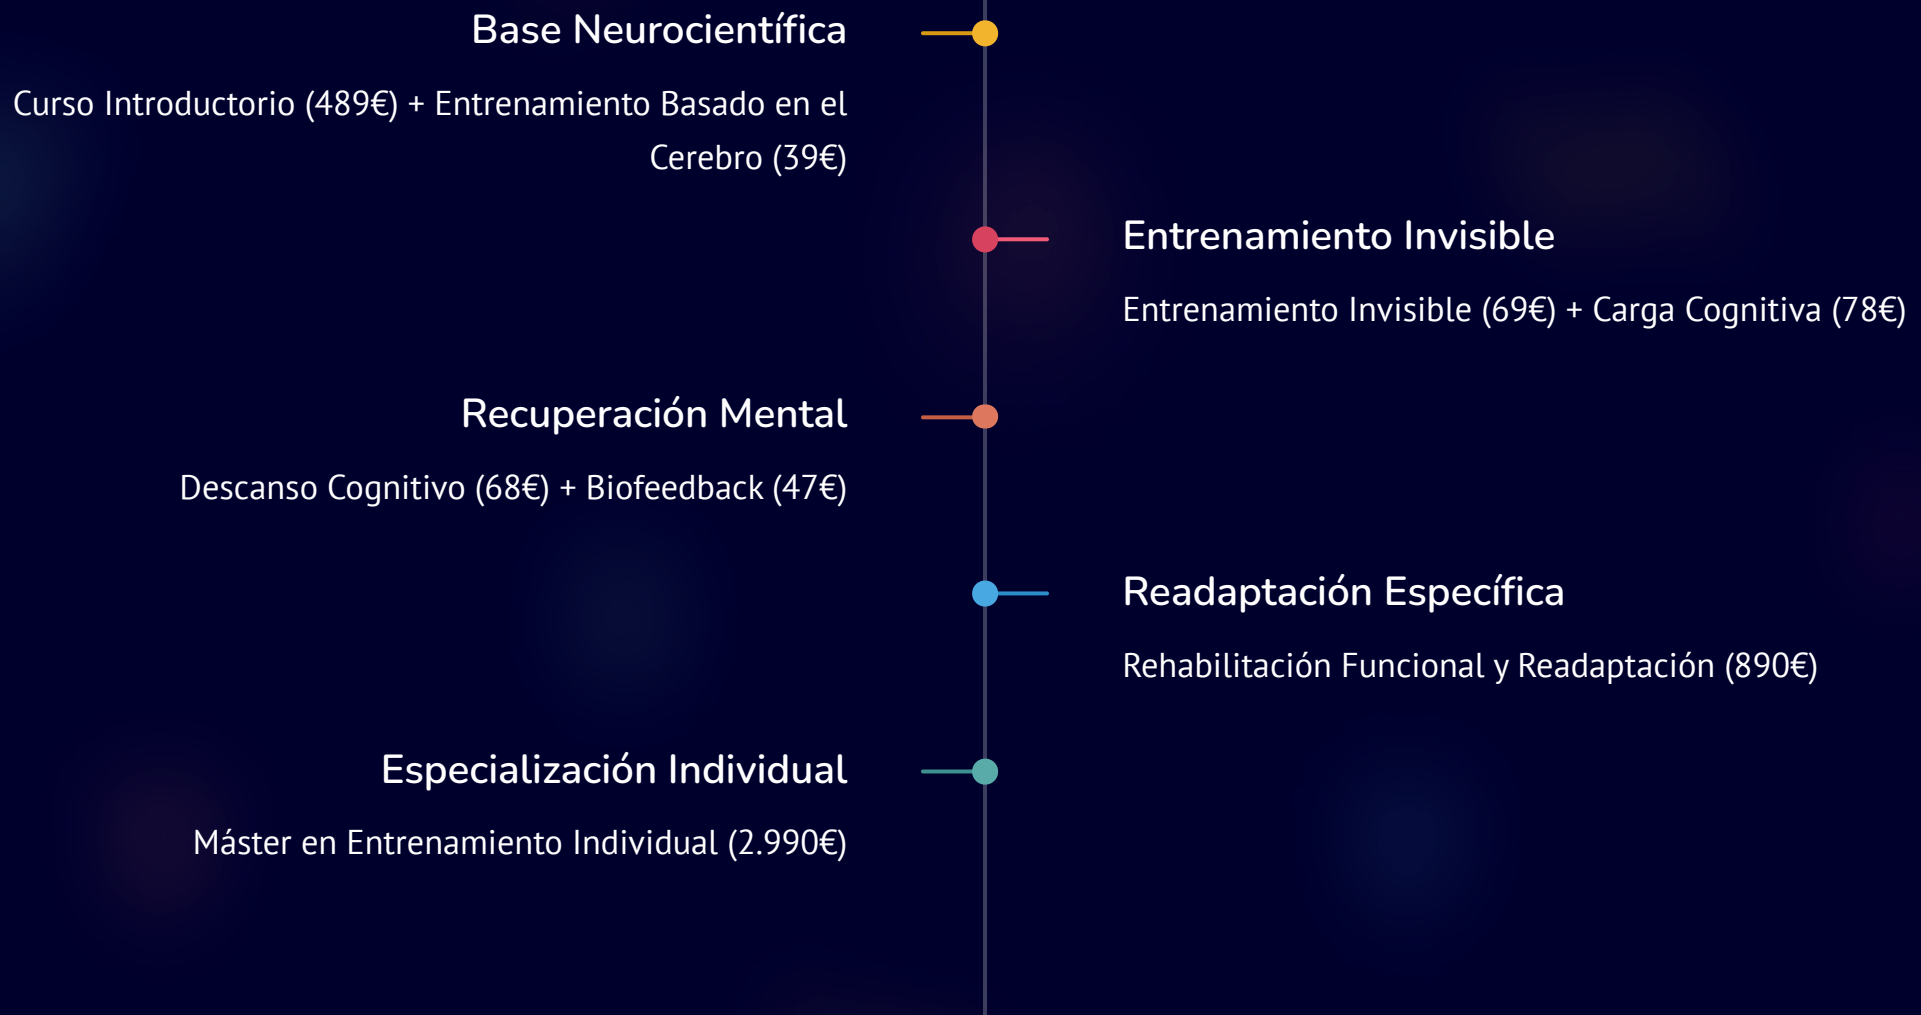 Base Neurocientífica
Curso Introductorio (489€) + Entrenamiento Basado en el
Cerebro (39€)
Entrenamiento Invisible
Entrenamiento Invisible (69€) + Carga Cognitiva (78€)
Recuperación Mental
Descanso Cognitivo (68€) + Biofeedback (47€)
Readaptación Específica
Rehabilitación Funcional y Readaptación (890€)
Especialización Individual
Máster en Entrenamiento Individual (2.990€)